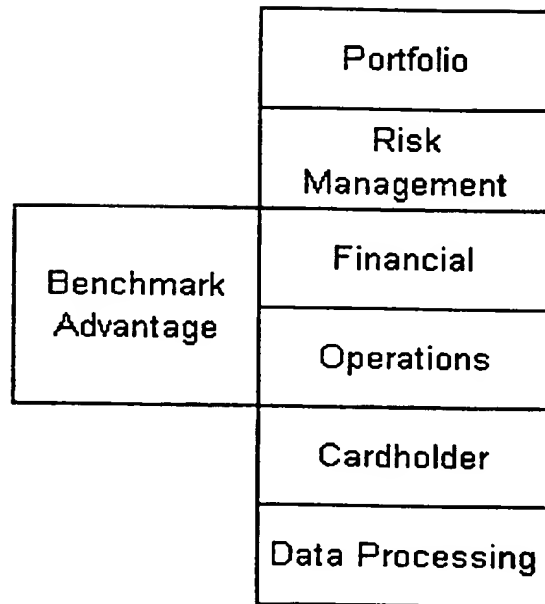 Portfolio
Risk
Management
Benchmark
Advantage
Financial
Operations
Cardholder
Data Processing